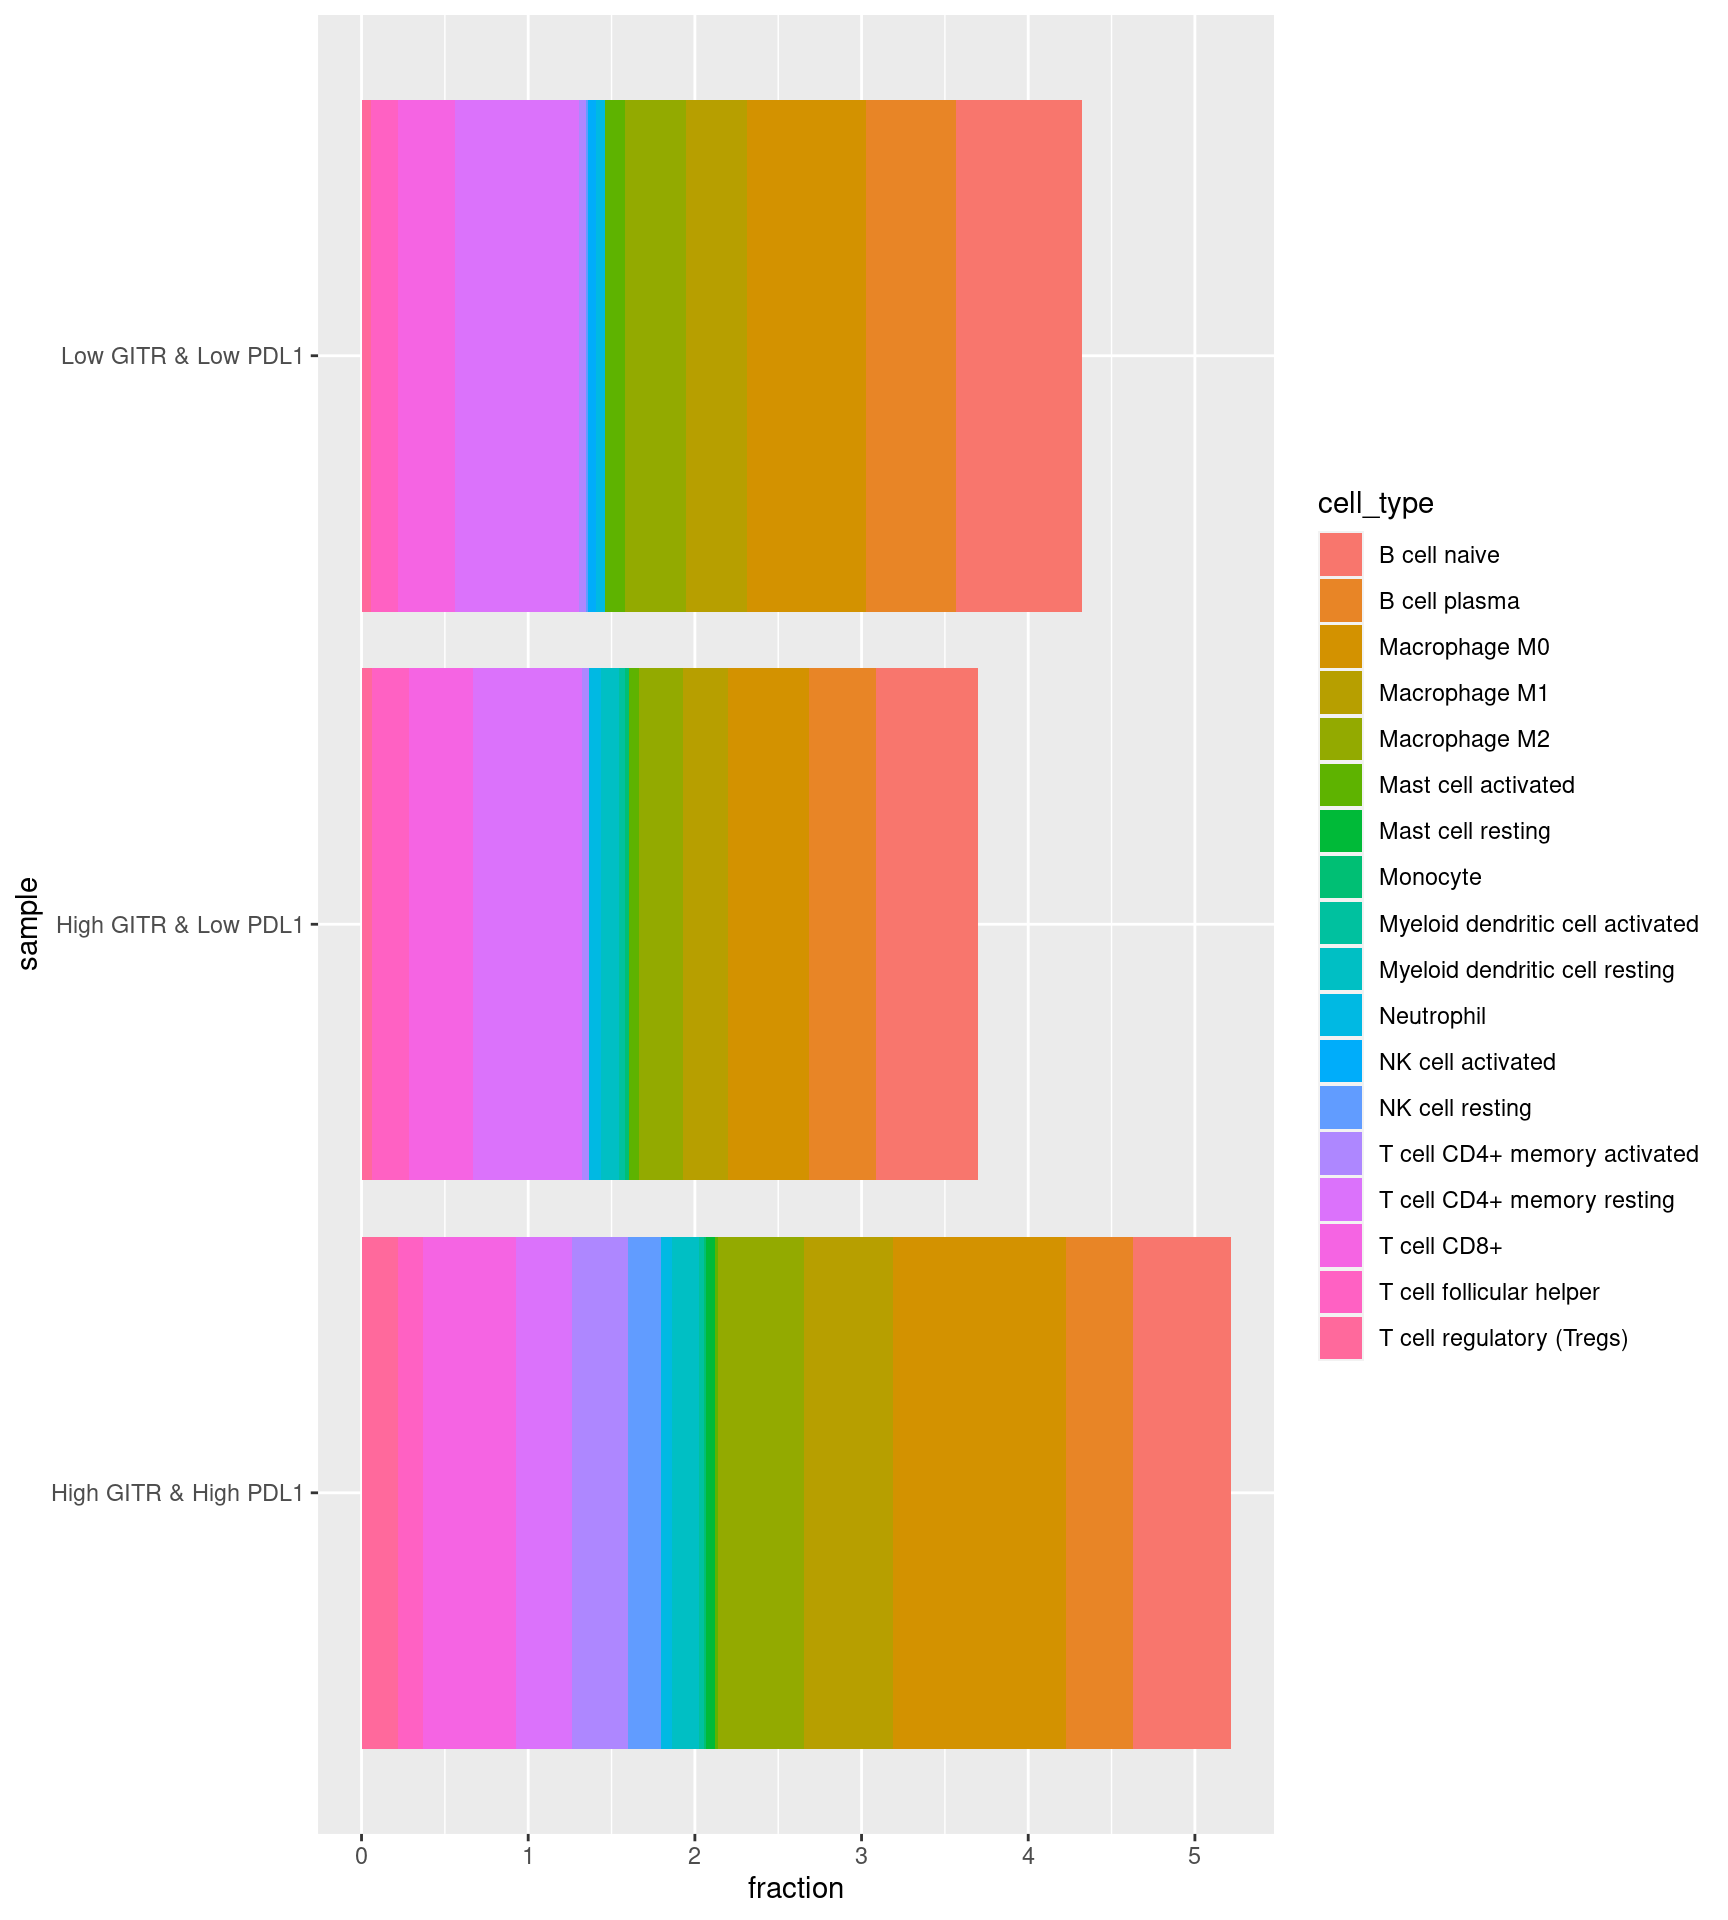 sample
Low GITR & Low PDL1
High GITR & Low PDL1
High GITR & High PDL1
0 1 2 3 4 5
fraction
cell_type
B cell naive
B cell plasma
Macrophage M0
Macrophage M1
Macrophage M2
Mast cell activated
Mast cell resting
Monocyte
Myeloid dendritic cell activated
Myeloid dendritic cell resting
Neutrophil
NK cell activated
NK cell resting
T cell CD4+ memory activated
T cell CD4+ memory resting
T cell CD8+
T cell follicular helper
T cell regulatory (Tregs)